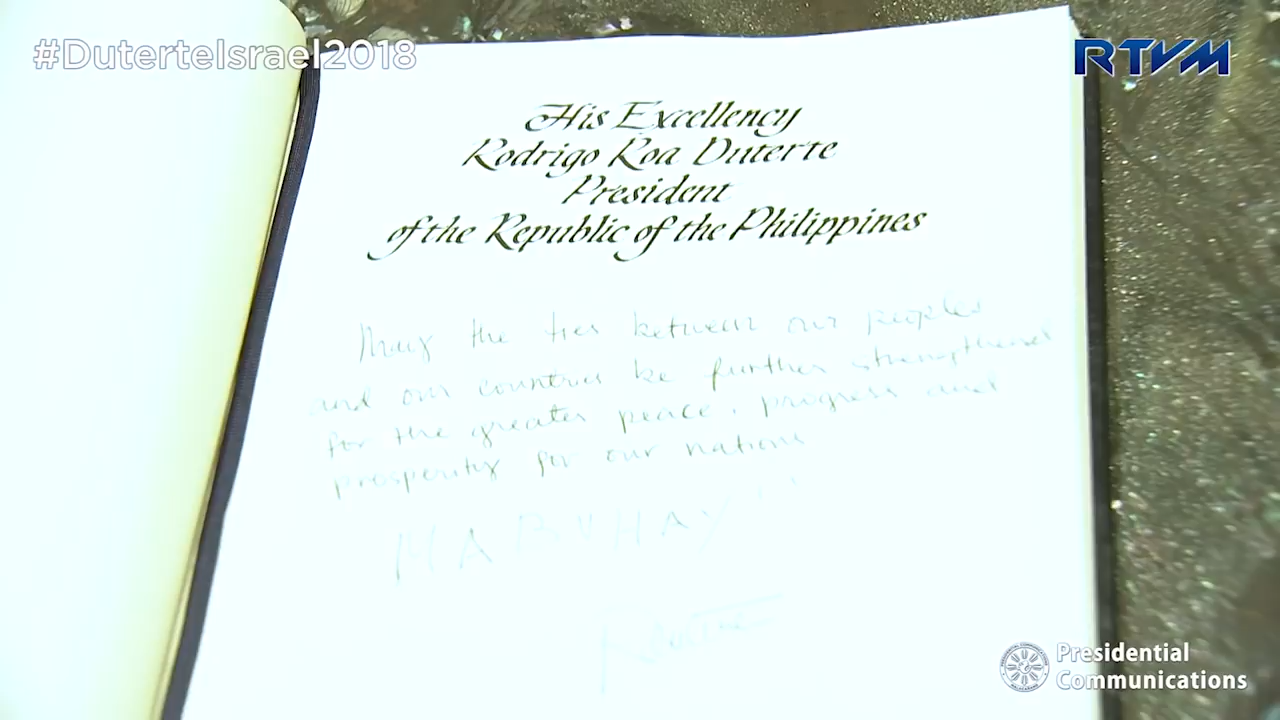 #DuterteIsrael2018
RTVM
His Excellency
Rodrigo Roa Duterte
President
of the Republic of the Philippines
May the ties between our peoples
and our countries be further strengthened
for the greater peace, progress and
prosperity for our nations
MABUHAY!!
Presidential
Communications